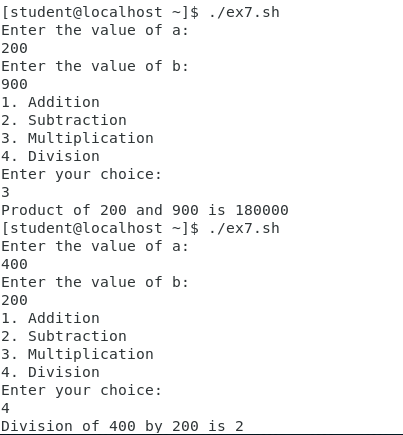 [student@localhost ~]$ ./ex7.sh
Enter the value of a:
200
Enter the value of b:
900
1. Addition
2. Subtraction
3. Multiplication
4. Division
Enter your choice:
3
Product of 200 and 900 is 180000
[student@localhost ~]$ ./ex7.sh
Enter the value of a:
400
Enter the value of b:
200
1. Addition
2. Subtraction
3. Multiplication
4. Division
Enter your choice:
4
Division of 400 by 200 is 2